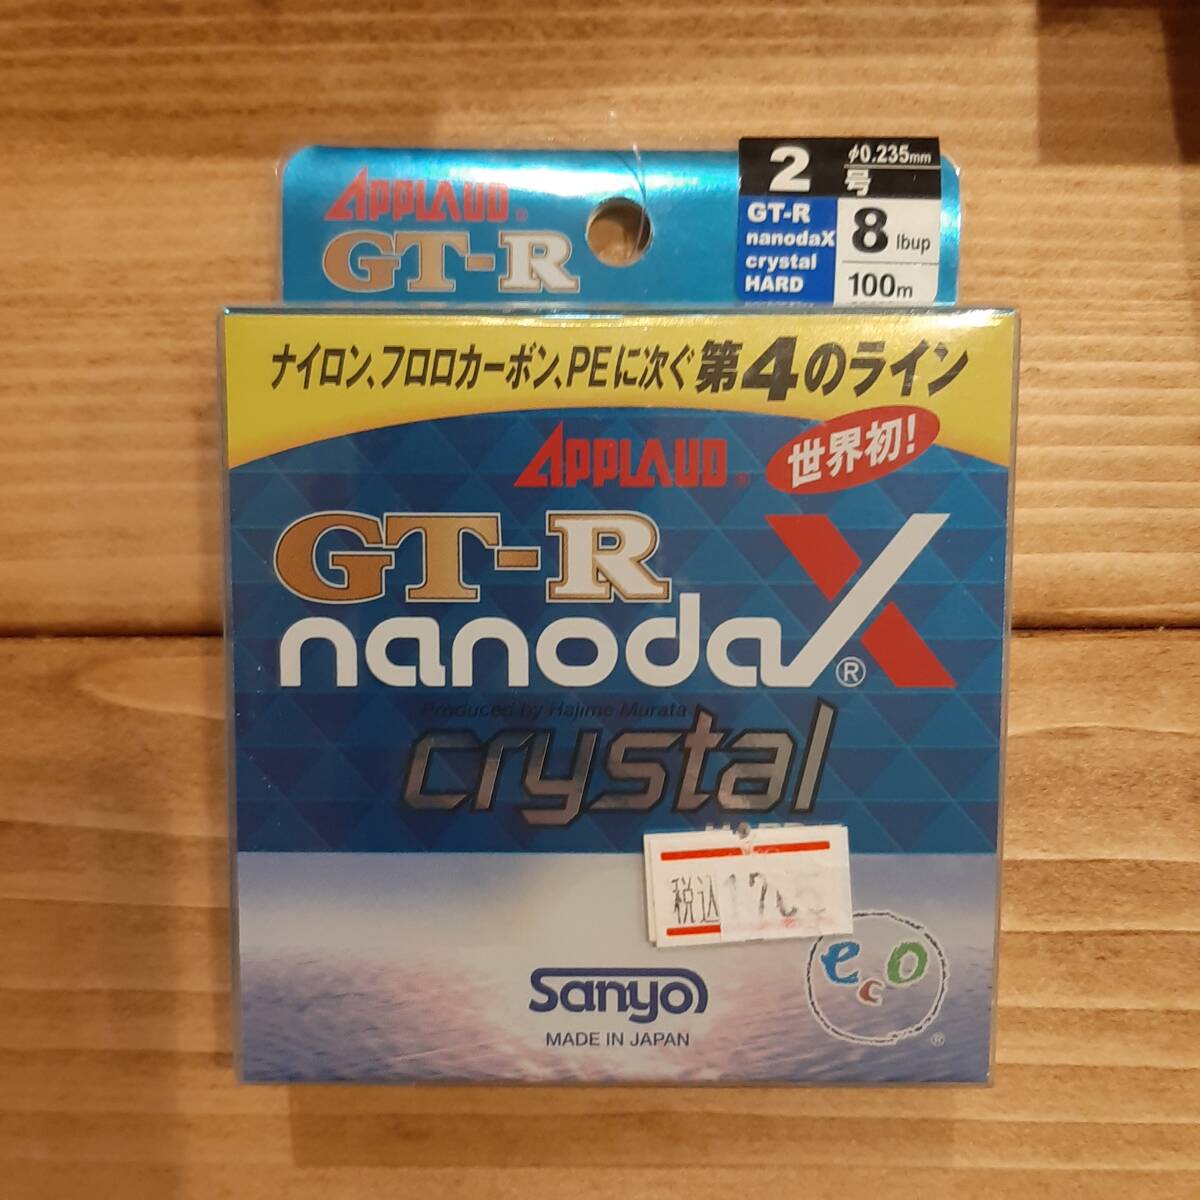 APPLAUD®
GT-R
2号 φ0.235mm
GT-R
nanodaX
crystal
HARD
8 lbup
100m
ナイロン、フロロカーボン、PEに次ぐ第4のライン
世界初!
APPLAUD®
GT-R
nanodaX®
Produced by Hajime Murata
crystal
税込
Sanyo
MADE IN JAPAN
eco
®